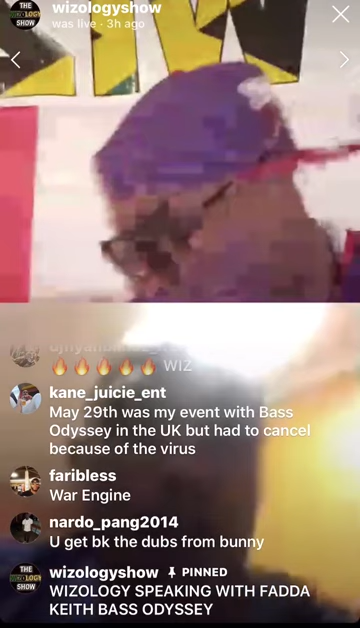 wizologyshow
was live · 3h ago
🔥🔥🔥🔥🔥 WIZ
kane_juicie_ent
May 29th was my event with Bass
Odyssey in the UK but had to cancel
because of the virus
faribless
War Engine
nardo_pang2014
U get bk the dubs from bunny
wizologyshow PINNED
WIZOLOGY SPEAKING WITH FADDA
KEITH BASS ODYSSEY